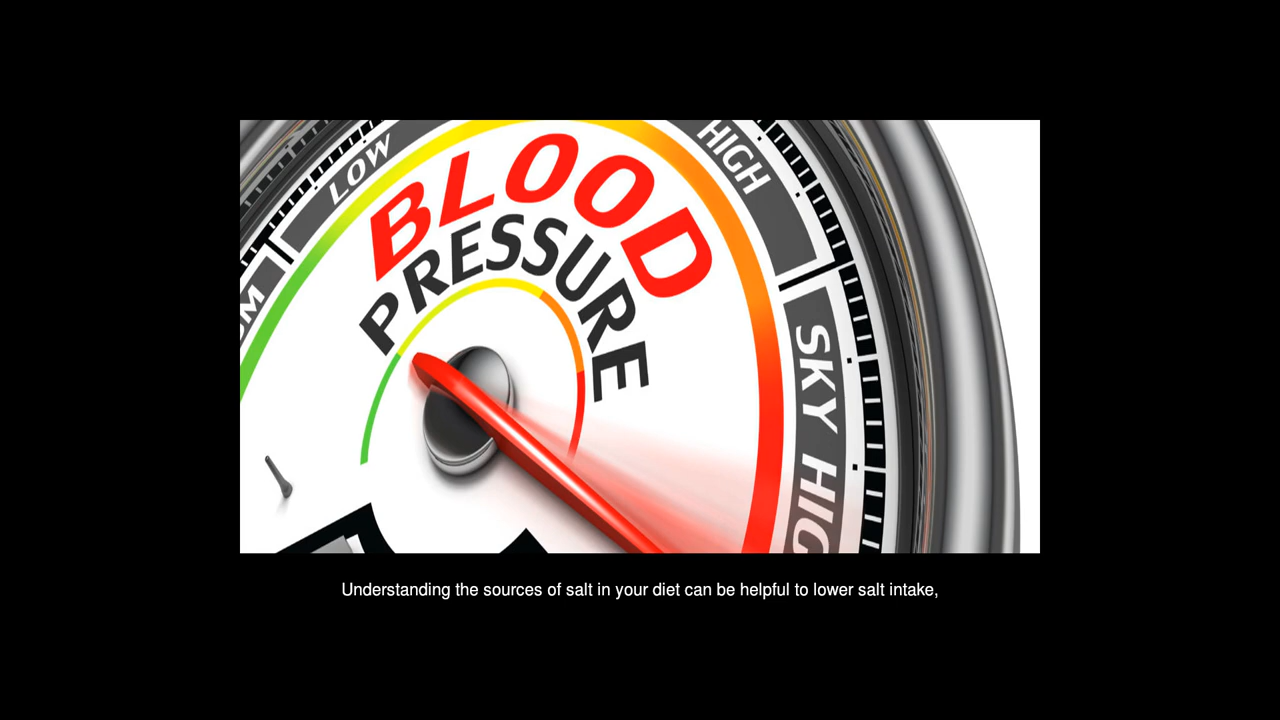 LOW
HIGH
BLOOD
PRESSURE
SKY HIG
Understanding the sources of salt in your diet can be helpful to lower salt intake,